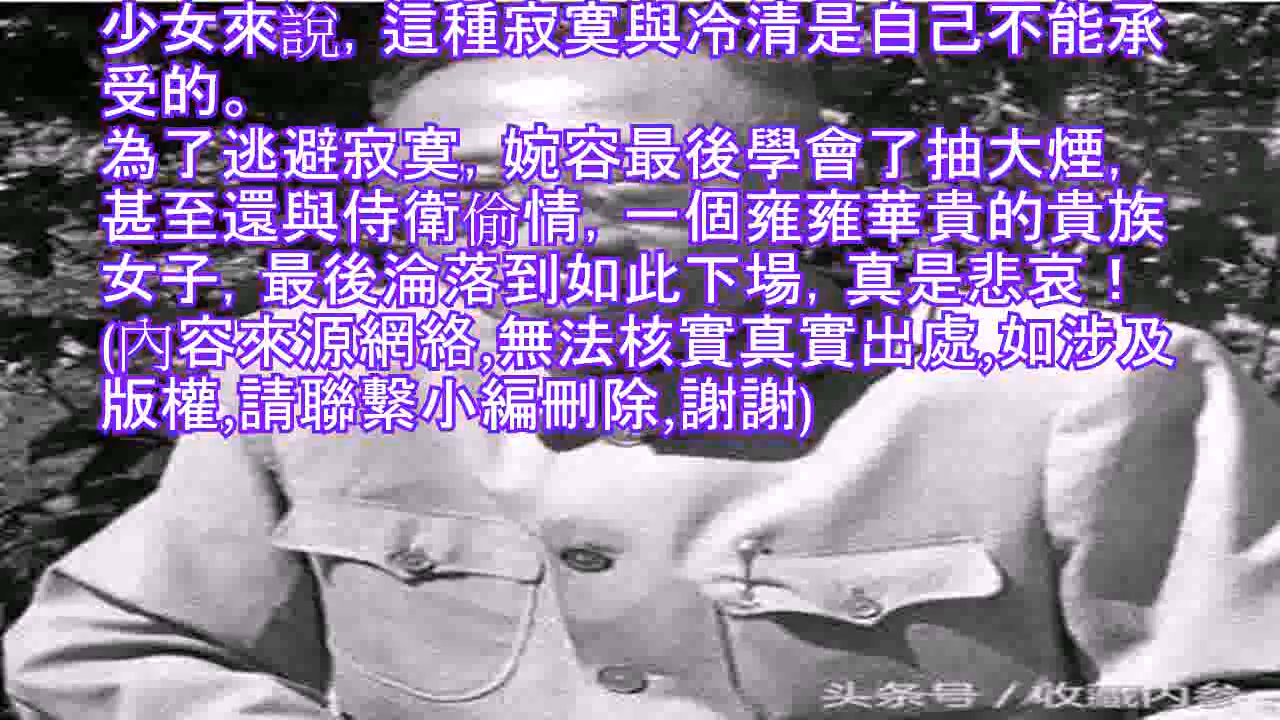 少女來說, 這種寂寞與冷清是自己不能承
受的。
為了逃避寂寞, 婉容最後學會了抽大煙,
甚至還與侍衛偷情, 一個雍雍華貴的貴族
女子, 最後淪落到如此下場, 真是悲哀!
(內容來源網絡,無法核實真實出處,如涉及
版權,請聯繫小編刪除,謝謝)
头条号 / 收藏内参